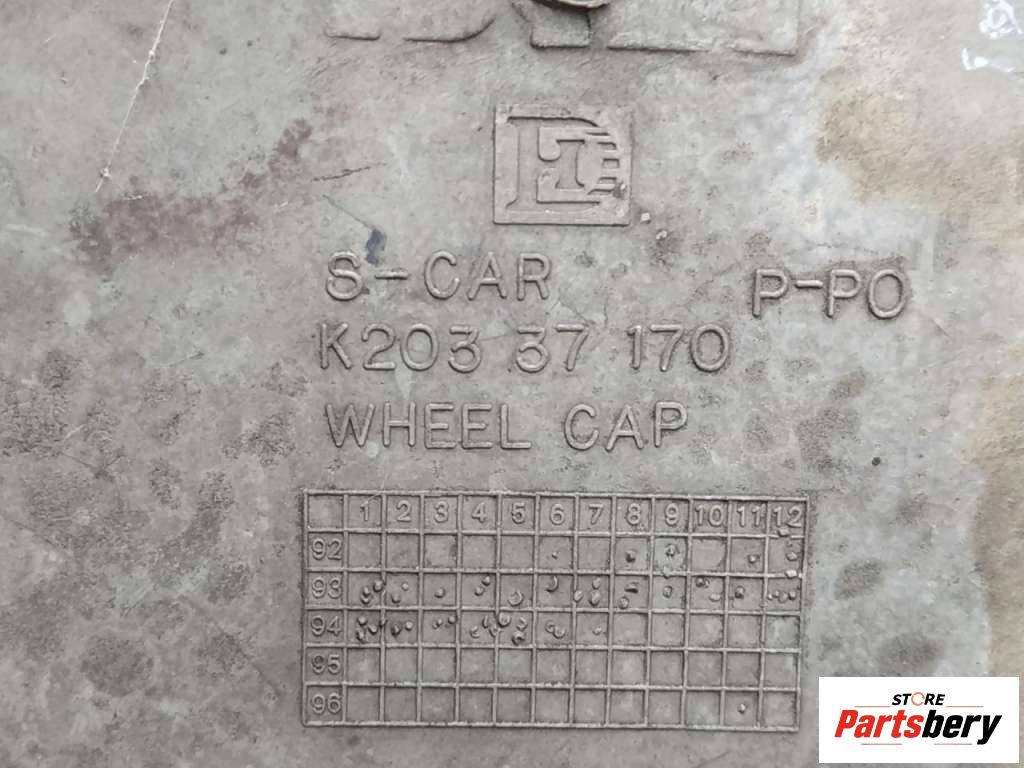 S-CAR P-PO
K203 37 170
WHEEL CAP
1 2 3 4 5 6 7 8 9 10 11 12
92
93
94
95
96
STORE
Partsbery